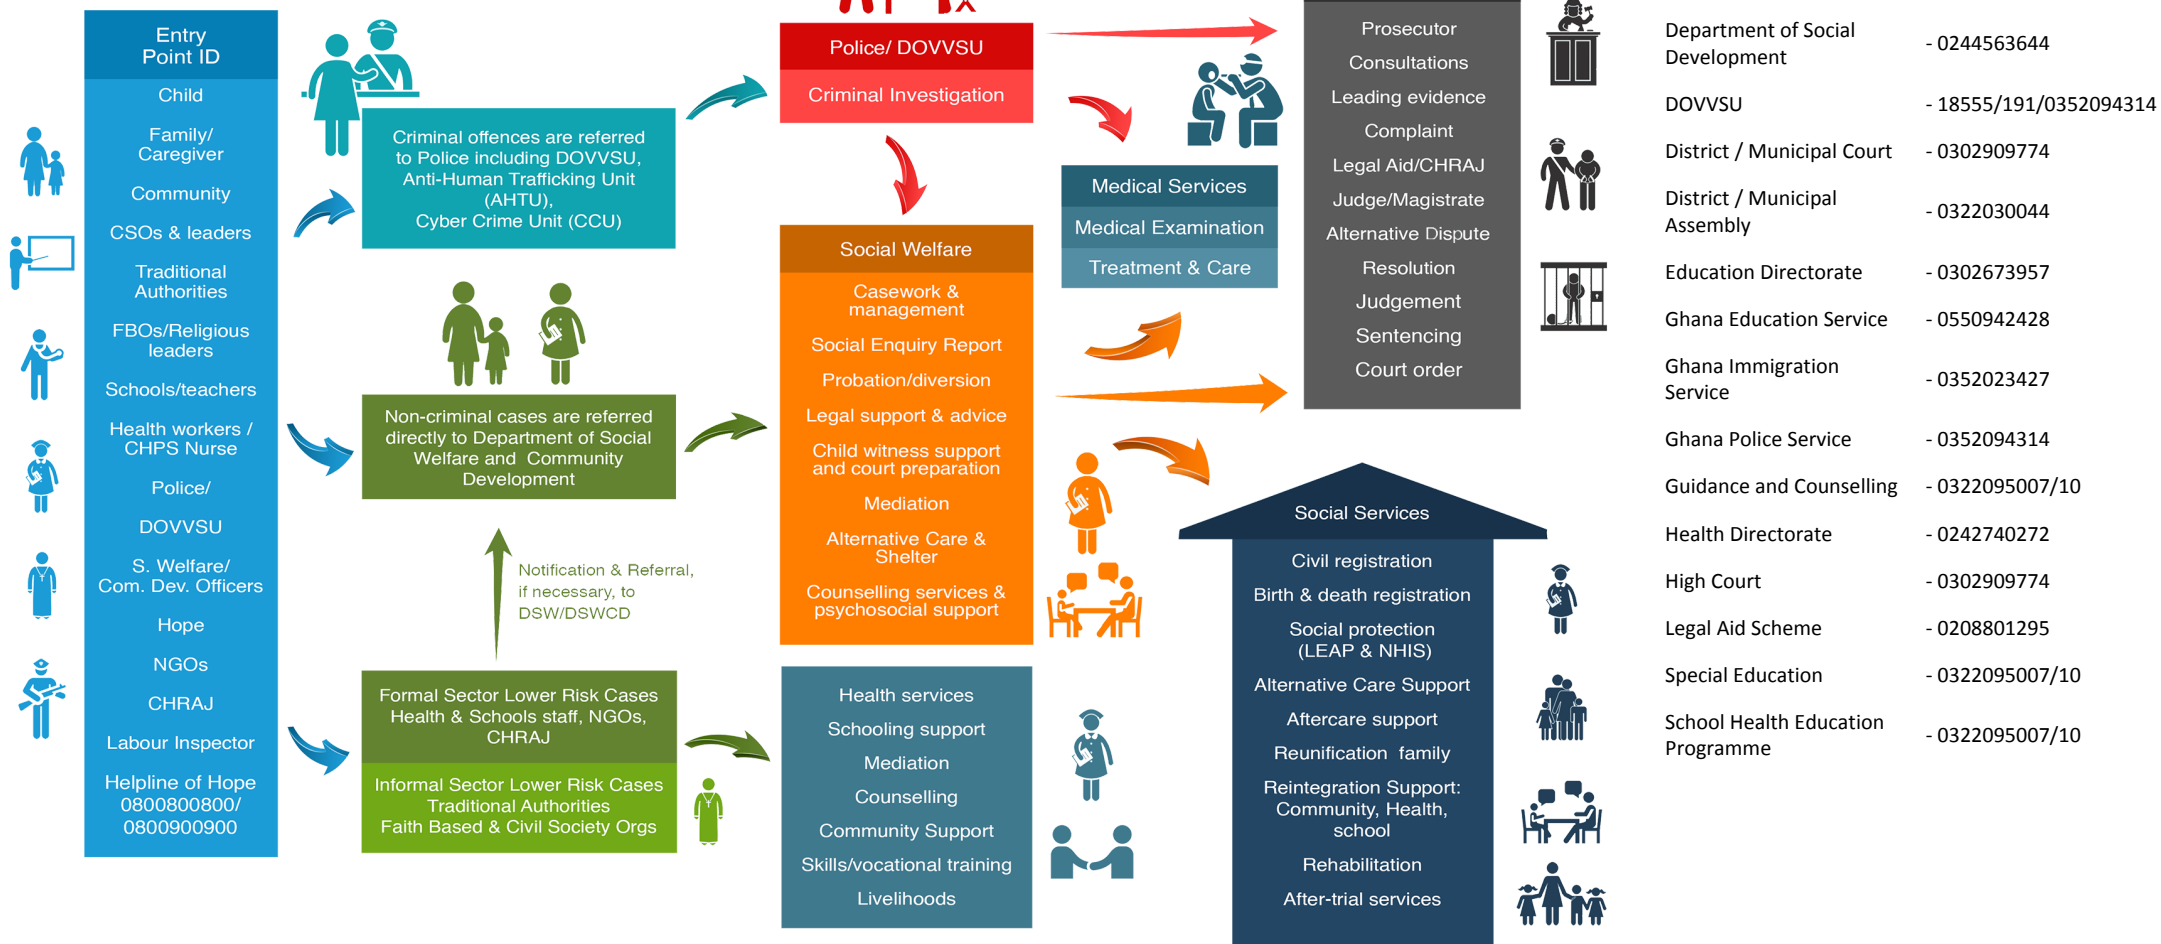 Entry
Point ID
Child
Family/
Caregiver
Community
CSOs & leaders
Traditional
Authorities
FBOs/Religious
leaders
Schools/teachers
Health workers /
CHPS Nurse
Police/
DOVVSU
S. Welfare/
Com. Dev. Officers
Hope
NGOs
CHRAJ
Labour Inspector
Helpline of Hope
0800800800/
0800900900
Criminal offences are referred
to Police including DOVVSU,
Anti-Human Trafficking Unit
(AHTU),
Cyber Crime Unit (CCU)
Non-criminal cases are referred
directly to Department of Social
Welfare and Community
Development
Notification & Referral,
if necessary, to
DSW/DSWCD
Formal Sector Lower Risk Cases
Health & Schools staff, NGOs,
CHRAJ
Informal Sector Lower Risk Cases
Traditional Authorities
Faith Based & Civil Society Orgs
Police/ DOVVSU
Criminal Investigation
Social Welfare
Casework &
management
Social Enquiry Report
Probation/diversion
Legal support & advice
Child witness support
and court preparation
Mediation
Alternative Care &
Shelter
Counselling services &
psychosocial support
Health services
Schooling support
Mediation
Counselling
Community Support
Skills/vocational training
Livelihoods
Medical Services
Medical Examination
Treatment & Care
Prosecutor
Consultations
Leading evidence
Complaint
Legal Aid/CHRAJ
Judge/Magistrate
Alternative Dispute
Resolution
Judgement
Sentencing
Court order
Social Services
Civil registration
Birth & death registration
Social protection
(LEAP & NHIS)
Alternative Care Support
Aftercare support
Reunification family
Reintegration Support:
Community, Health,
school
Rehabilitation
After-trial services
Department of Social
Development - 0244563644
DOVVSU - 18555/191/0352094314
District / Municipal Court - 0302909774
District / Municipal
Assembly - 0322030044
Education Directorate - 0302673957
Ghana Education Service - 0550942428
Ghana Immigration
Service - 0352023427
Ghana Police Service - 0352094314
Guidance and Counselling - 0322095007/10
Health Directorate - 0242740272
High Court - 0302909774
Legal Aid Scheme - 0208801295
Special Education - 0322095007/10
School Health Education
Programme - 0322095007/10